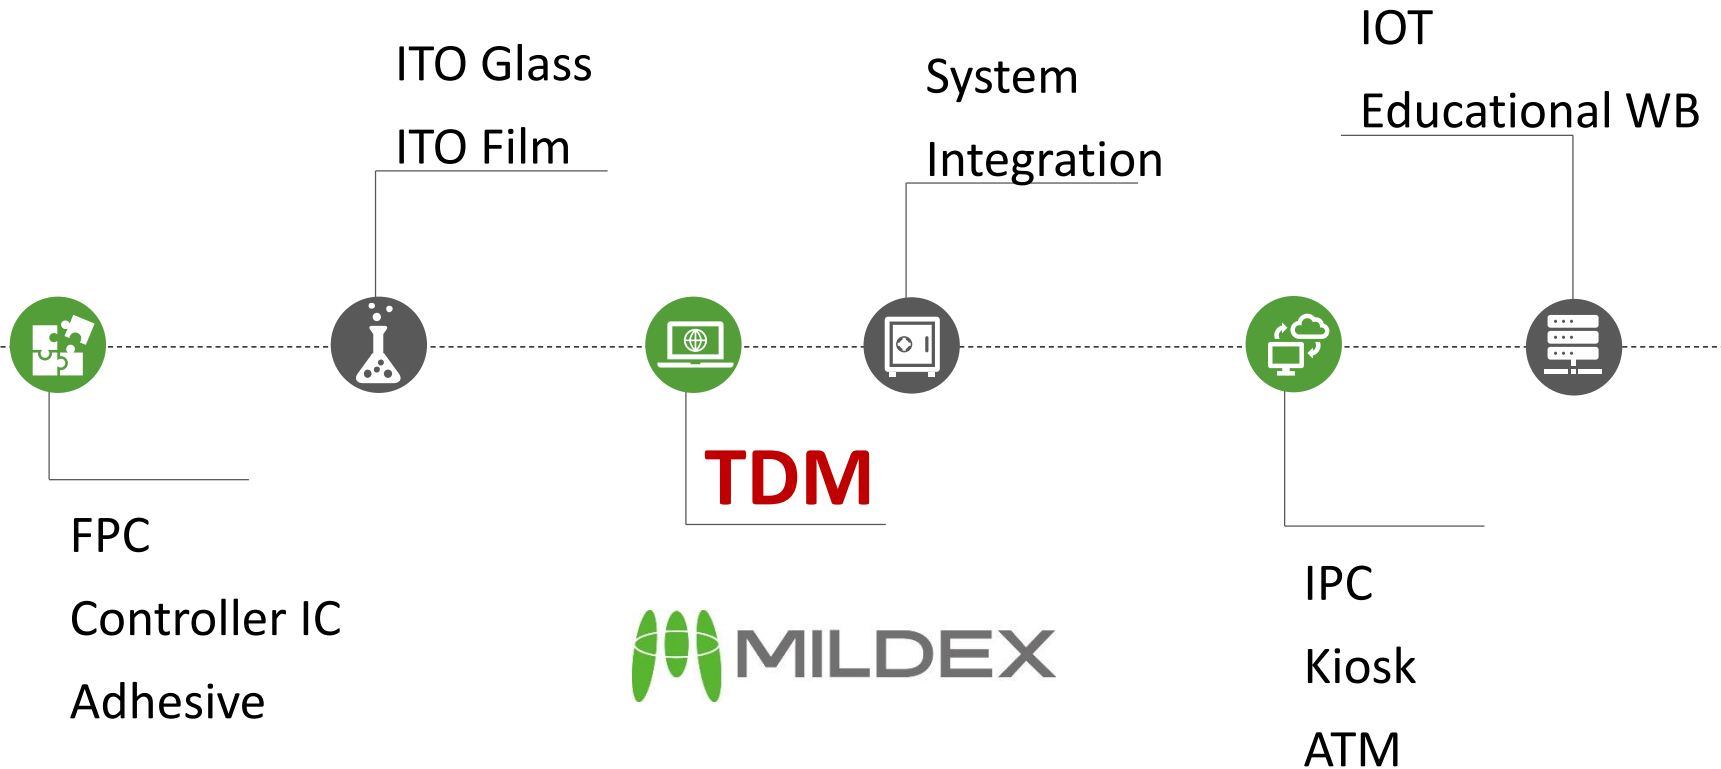 ITO Glass
ITO Film
System
Integration
IOT
Educational WB
FPC
Controller IC
Adhesive
TDM
MILDEX
IPC
Kiosk
ATM